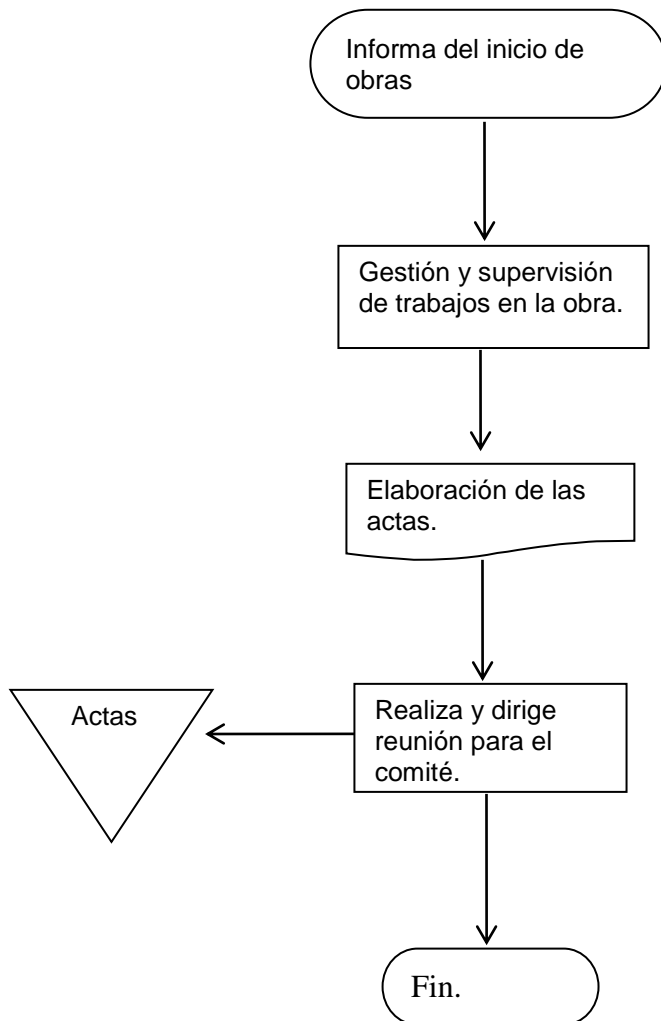 Informa del inicio de
obras
Gestión y supervisión
de trabajos en la obra.
Elaboración de las
actas.
Actas
Realiza y dirige
reunión para el
comité.
Fin.